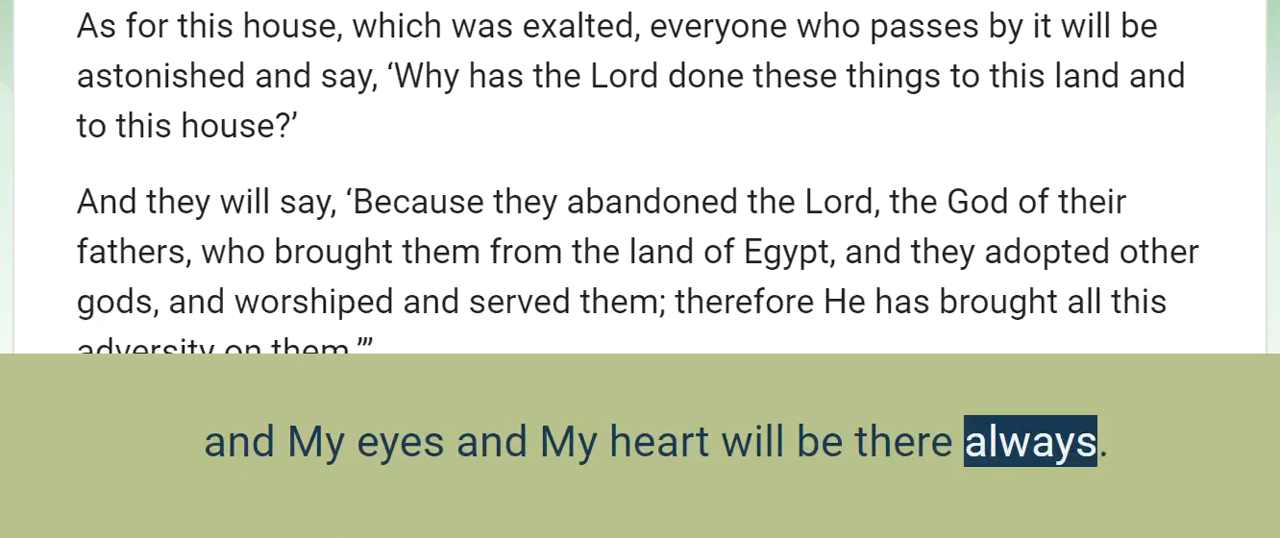 As for this house, which was exalted, everyone who passes by it will be
astonished and say, ‘Why has the Lord done these things to this land and
to this house?’
And they will say, ‘Because they abandoned the Lord, the God of their
fathers, who brought them from the land of Egypt, and they adopted other
gods, and worshiped and served them; therefore He has brought all this
adversity on them.’”
and My eyes and My heart will be there always.